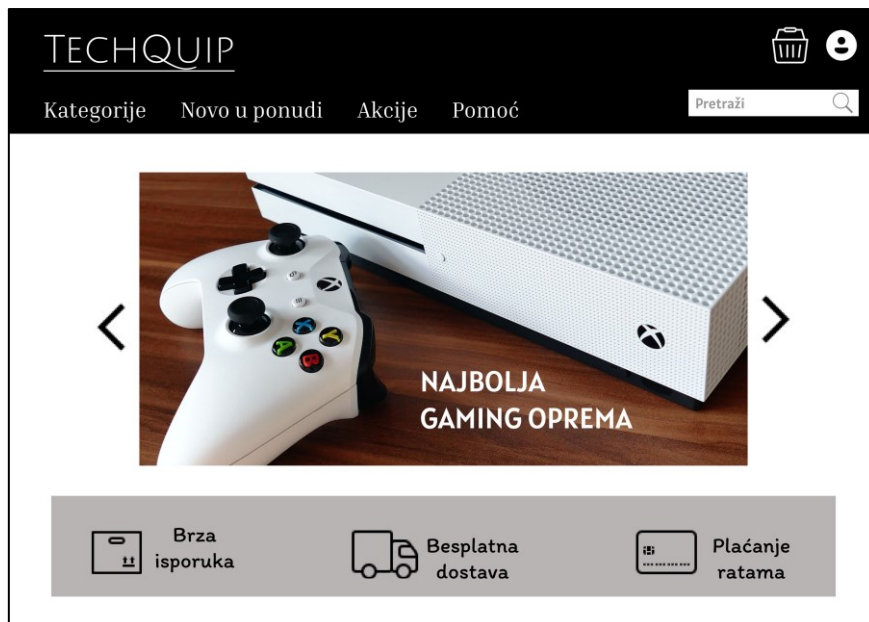 TECHQUIP
Kategorije Novo u ponudi Akcije Pomoć
Pretraži
NAJBOLJA
GAMING OPREMA
Brza
isporuka
Besplatna
dostava
Plaćanje
ratama